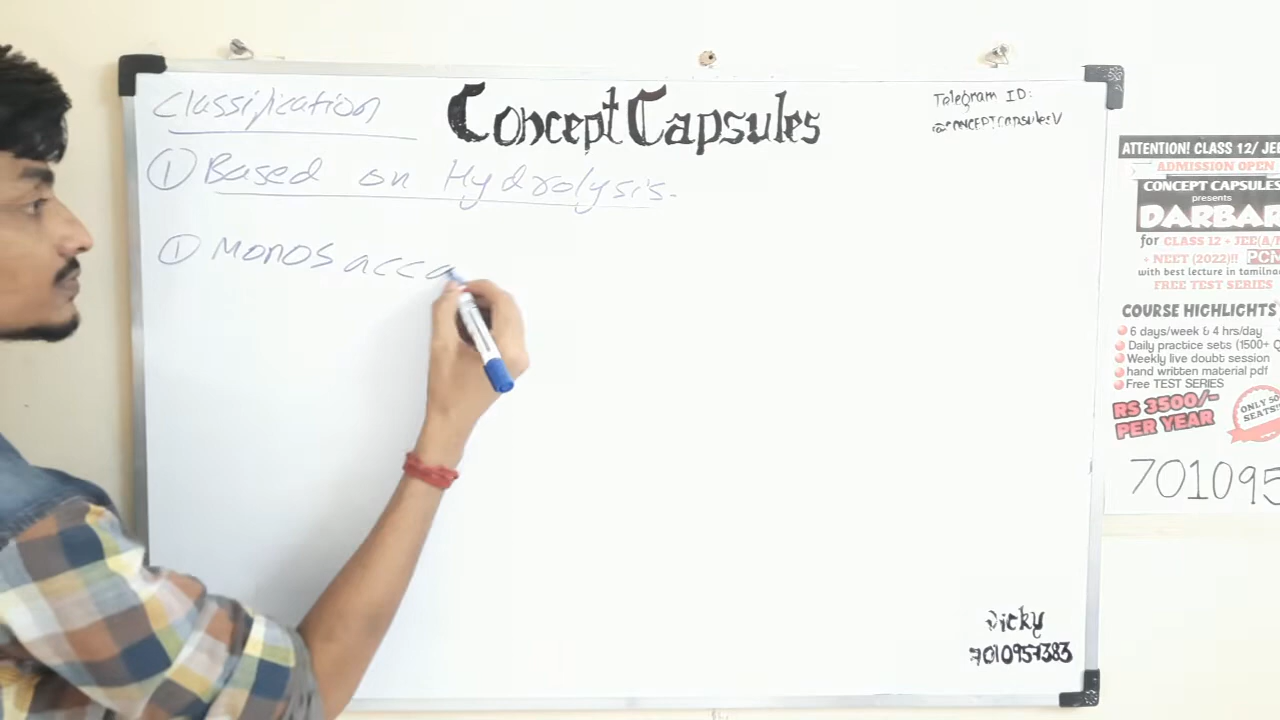 Classification
Concept Capsules
Telegram ID:
@CONCEPTCapsulesV
① Based on Hydrolysis.
① Monosacca
Vicky
7010957383
ATTENTION! CLASS 12/ JEE
ADMISSION OPEN
CONCEPT CAPSULES
presents
DARBAR
for CLASS 12 + JEE(A/
+ NEET (2022)!! PCM
with best lecture in tamilna
FREE TEST SERIES
COURSE HIGHLIGHTS
6 days/week & 4 hrs/day
Daily practice sets (1500+ Q
Weekly live doubt session
hand written material pdf
Free TEST SERIES
RS 3500/-
PER YEAR
ONLY 50
SEATS!!
701095